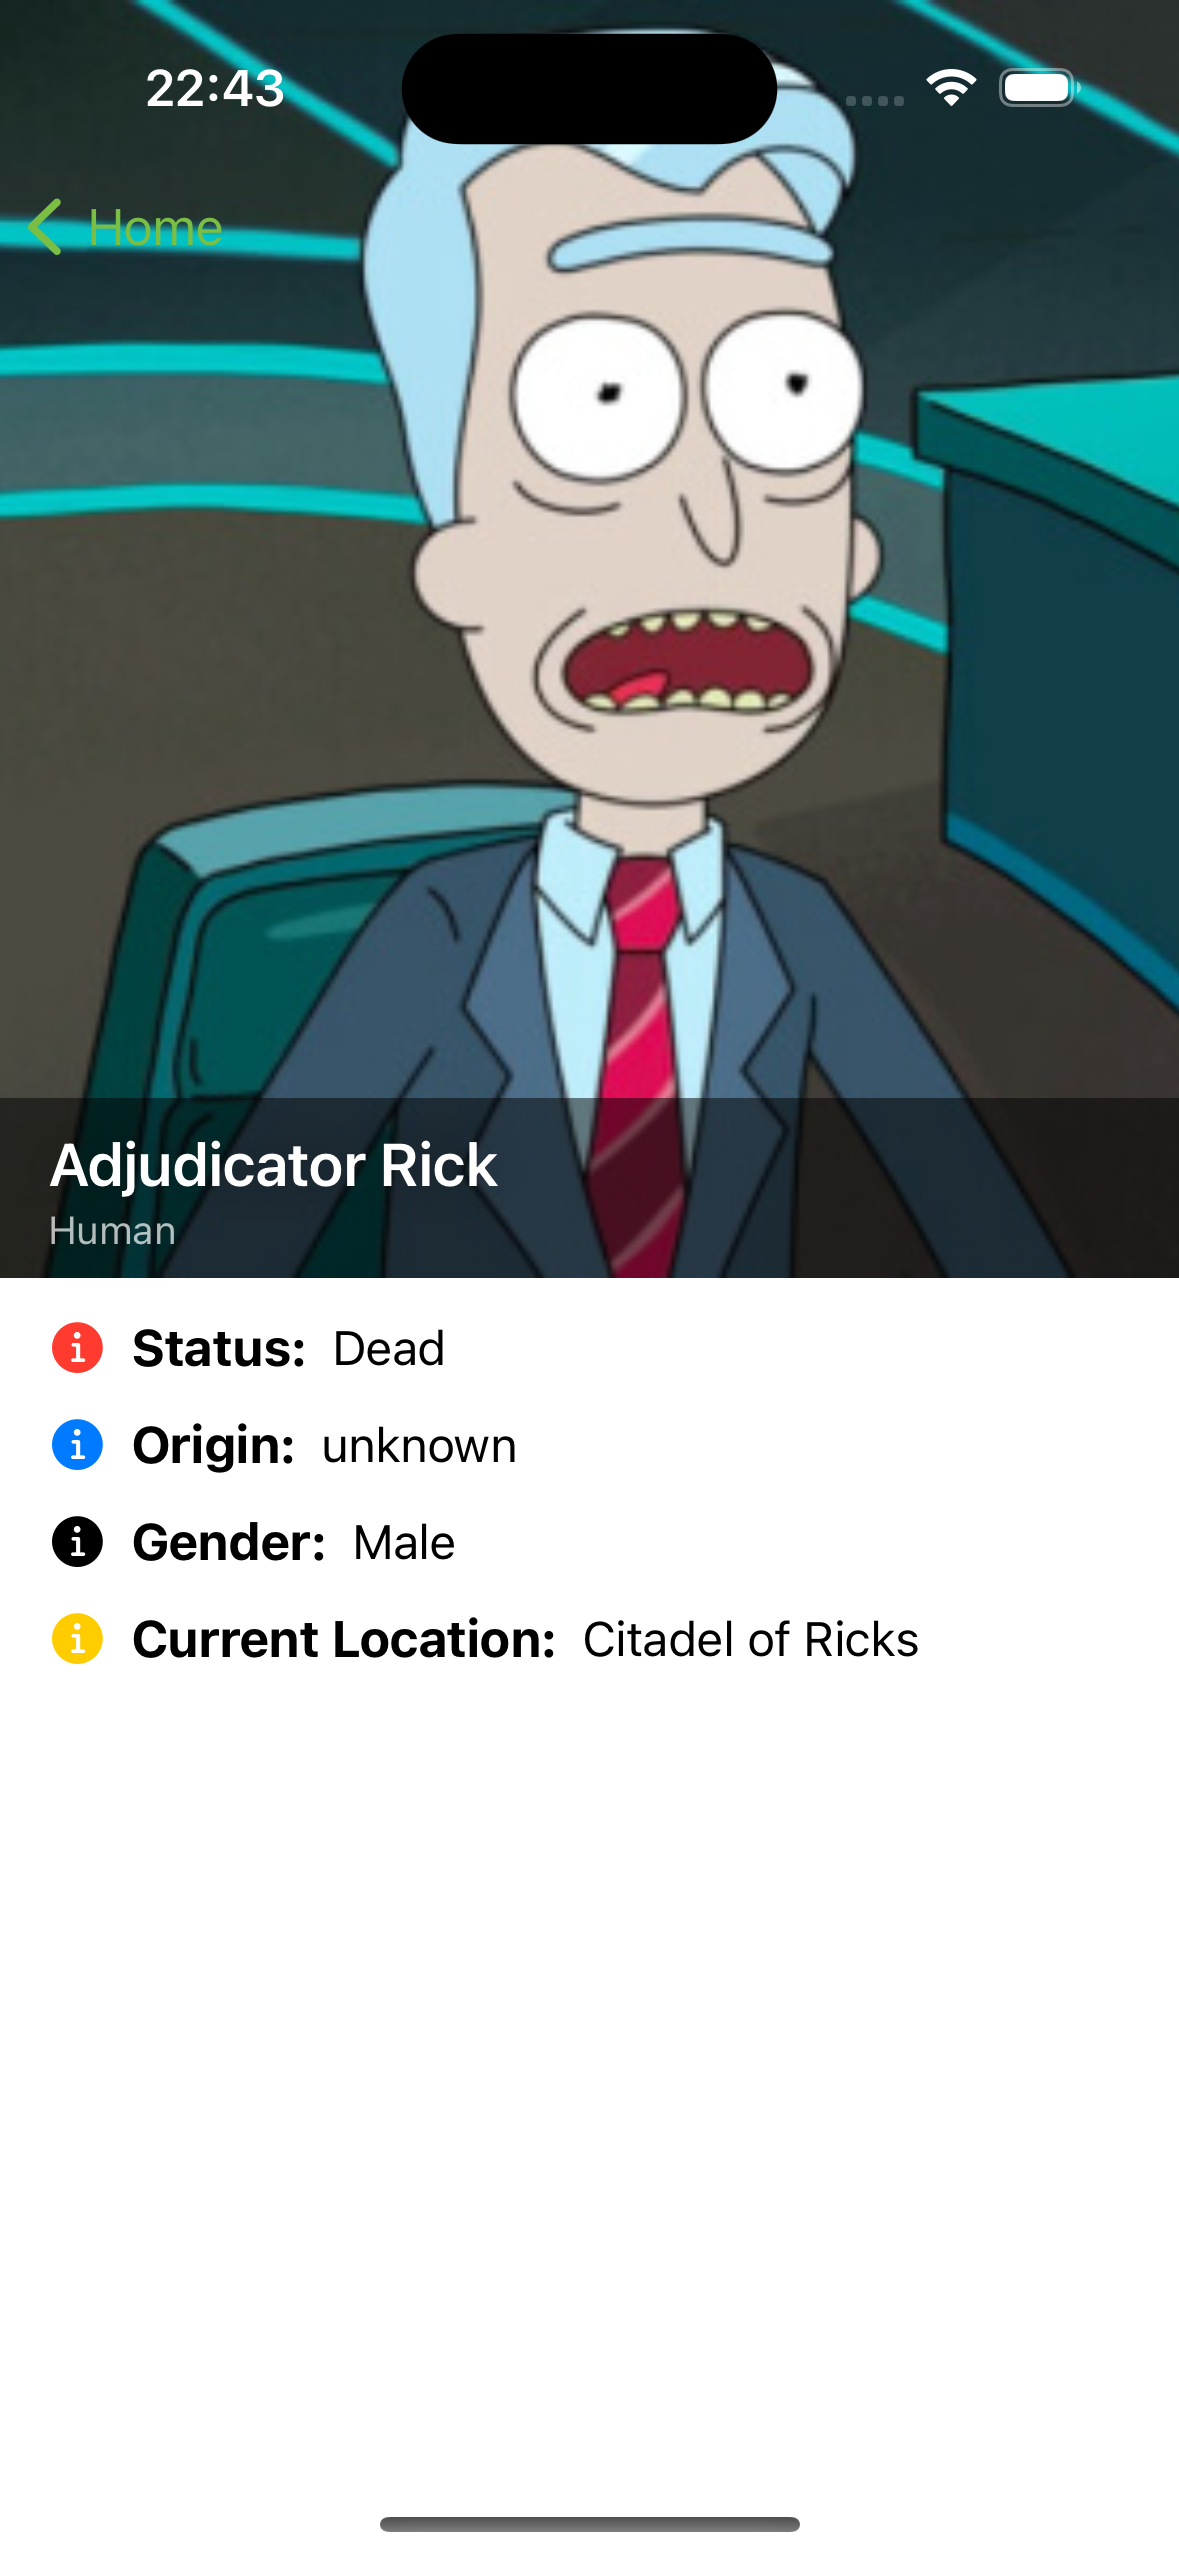 22:43
Home
Adjudicator Rick
Human
Status: Dead
Origin: unknown
Gender: Male
Current Location: Citadel of Ricks